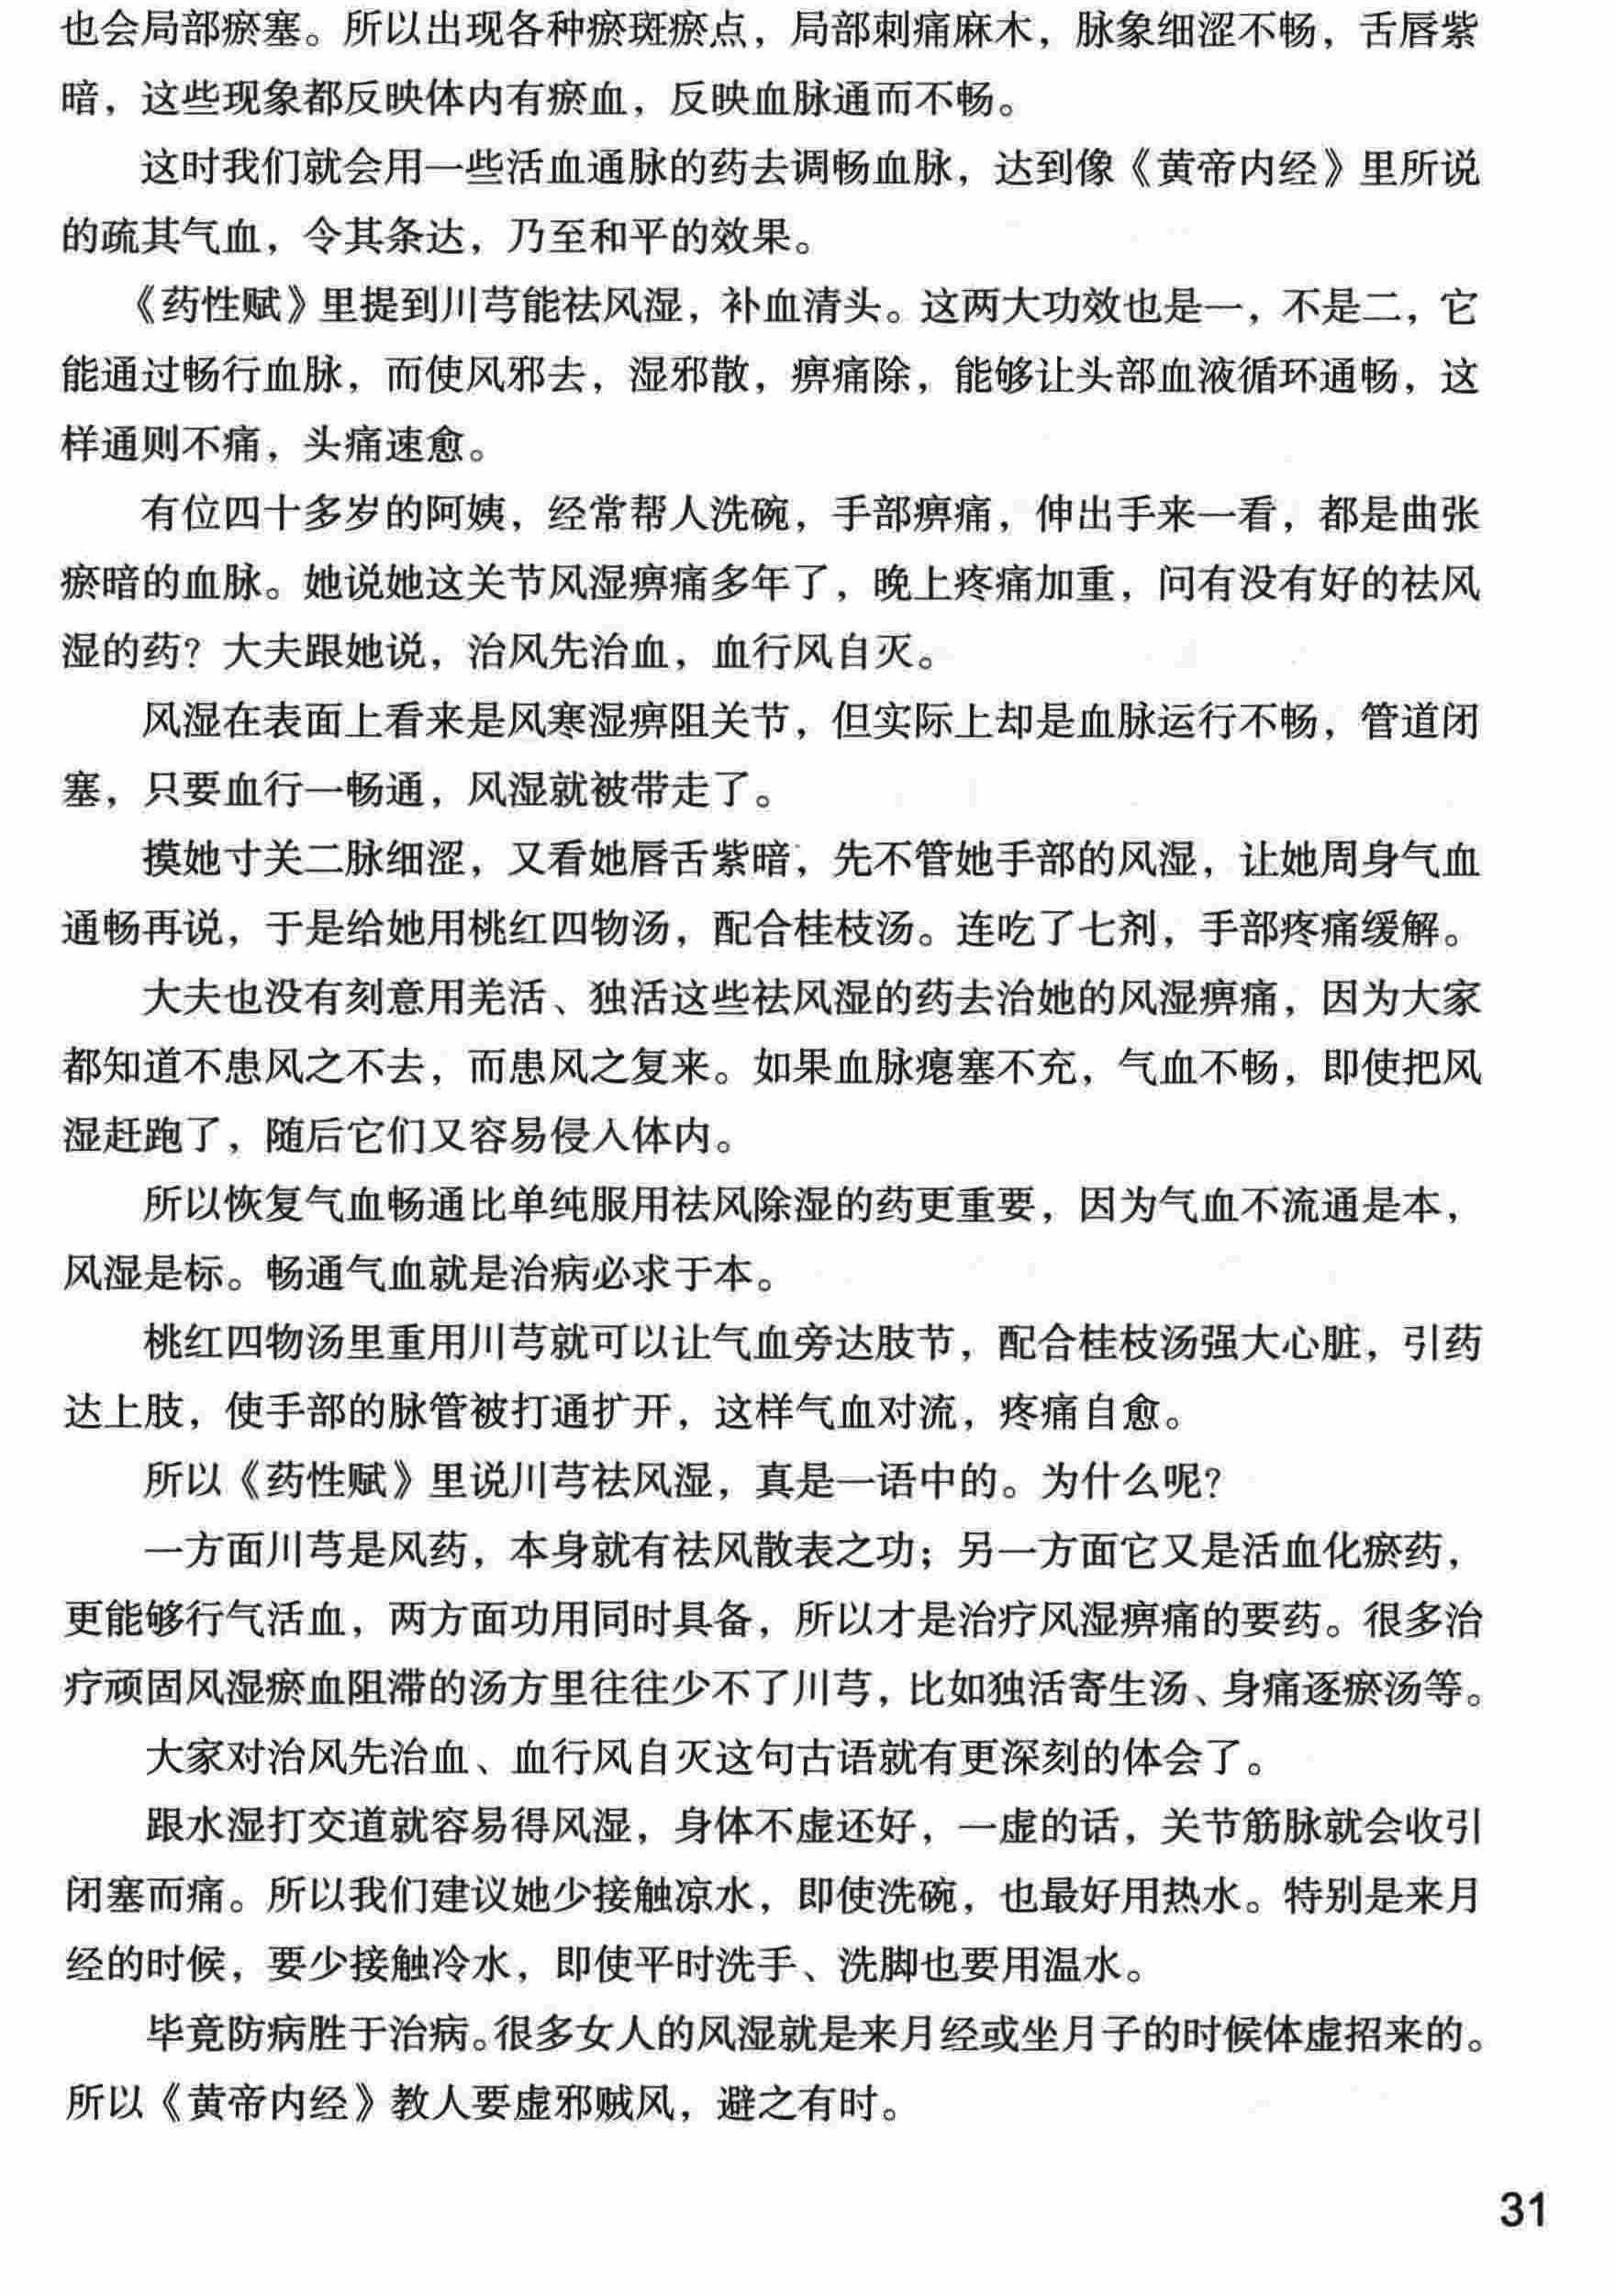 也会局部瘀塞。所以出现各种瘀斑瘀点，局部刺痛麻木，脉象细涩不畅，舌唇紫
暗，这些现象都反映体内有瘀血，反映血脉通而不畅。
这时我们就会用一些活血通脉的药去调畅血脉，达到像《黄帝内经》里所说
的疏其气血，令其条达，乃至和平的效果。
《药性赋》里提到川芎能祛风湿，补血清头。这两大功效也是一，不是二，它
能通过畅行血脉，而使风邪去，湿邪散，痹痛除，能够让头部血液循环通畅，这
样通则不痛，头痛速愈。
有位四十多岁的阿姨，经常帮人洗碗，手部痹痛，伸出手来一看，都是曲张
瘀暗的血脉。她说她这关节风湿痹痛多年了，晚上疼痛加重，问有没有好的祛风
湿的药？大夫跟她说，治风先治血，血行风自灭。
风湿在表面上看来是风寒湿痹阻关节，但实际上却是血脉运行不畅，管道闭
塞，只要血行一畅通，风湿就被带走了。
摸她寸关二脉细涩，又看她唇舌紫暗，先不管她手部的风湿，让她周身气血
通畅再说，于是给她用桃红四物汤，配合桂枝汤。连吃了七剂，手部疼痛缓解。
大夫也没有刻意用羌活、独活这些祛风湿的药去治她的风湿痹痛，因为大家
都知道不患风之不去，而患风之复来。如果血脉瘪塞不充，气血不畅，即使把风
湿赶跑了，随后它们又容易侵入体内。
所以恢复气血畅通比单纯服用祛风除湿的药更重要，因为气血不流通是本，
风湿是标。畅通气血就是治病必求于本。
桃红四物汤里重用川芎就可以让气血旁达肢节，配合桂枝汤强大心脏，引药
达上肢，使手部的脉管被打通扩开，这样气血对流，疼痛自愈。
所以《药性赋》里说川芎祛风湿，真是一语中的。为什么呢？
一方面川芎是风药，本身就有祛风散表之功；另一方面它又是活血化瘀药，
更能够行气活血，两方面功用同时具备，所以才是治疗风湿痹痛的要药。很多治
疗顽固风湿瘀血阻滞的汤方里往往少不了川芎，比如独活寄生汤、身痛逐瘀汤等。
大家对治风先治血、血行风自灭这句古语就有更深刻的体会了。
跟水湿打交道就容易得风湿，身体不虚还好，一虚的话，关节筋脉就会收引
闭塞而痛。所以我们建议她少接触凉水，即使洗碗，也最好用热水。特别是来月
经的时候，要少接触冷水，即使平时洗手、洗脚也要用温水。
毕竟防病胜于治病。很多女人的风湿就是来月经或坐月子的时候体虚招来的。
所以《黄帝内经》教人要虚邪贼风，避之有时。
31